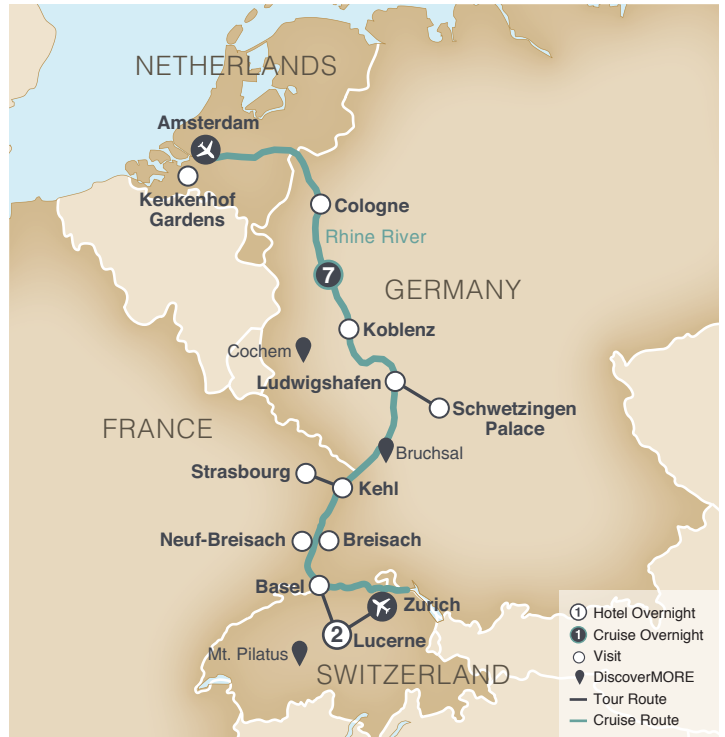 NETHERLANDS
Amsterdam
Keukenhof
Gardens
Cologne
Rhine River
7
GERMANY
Koblenz
Cochem
Ludwigshafen
Schwetzingen
Palace
FRANCE
Bruchsal
Strasbourg
Kehl
Neuf-Breisach
Breisach
Basel
Zurich
2
Lucerne
Mt. Pilatus
SWITZERLAND
1 Hotel Overnight
1 Cruise Overnight
Visit
DiscoverMORE
Tour Route
Cruise Route